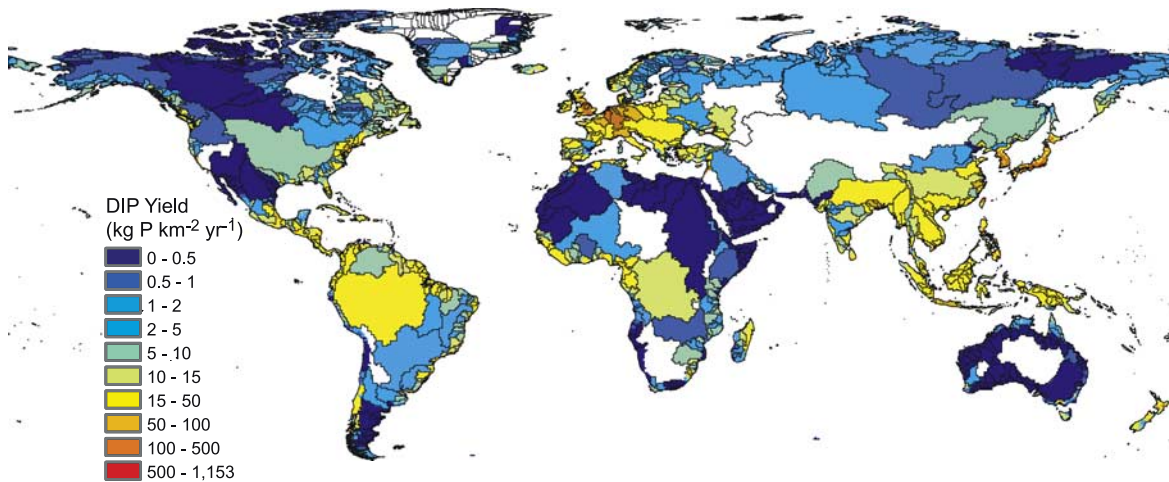 DIP Yield
(kg P km⁻² yr⁻¹)
0 - 0.5
0.5 - 1
1 - 2
2 - 5
5 - 10
10 - 15
15 - 50
50 - 100
100 - 500
500 - 1,153